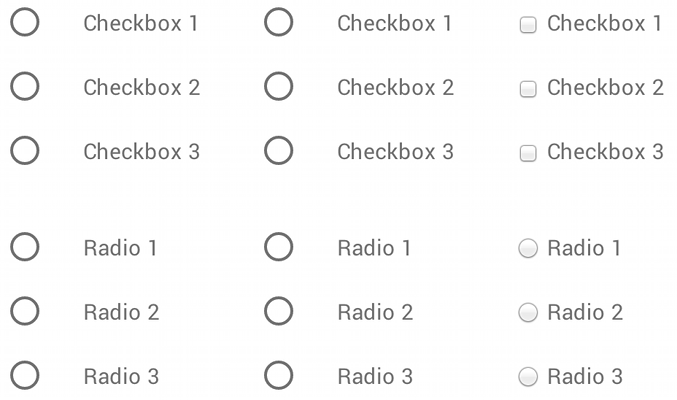 Checkbox 1 Checkbox 1 Checkbox 1
Checkbox 2 Checkbox 2 Checkbox 2
Checkbox 3 Checkbox 3 Checkbox 3
Radio 1 Radio 1 Radio 1
Radio 2 Radio 2 Radio 2
Radio 3 Radio 3 Radio 3